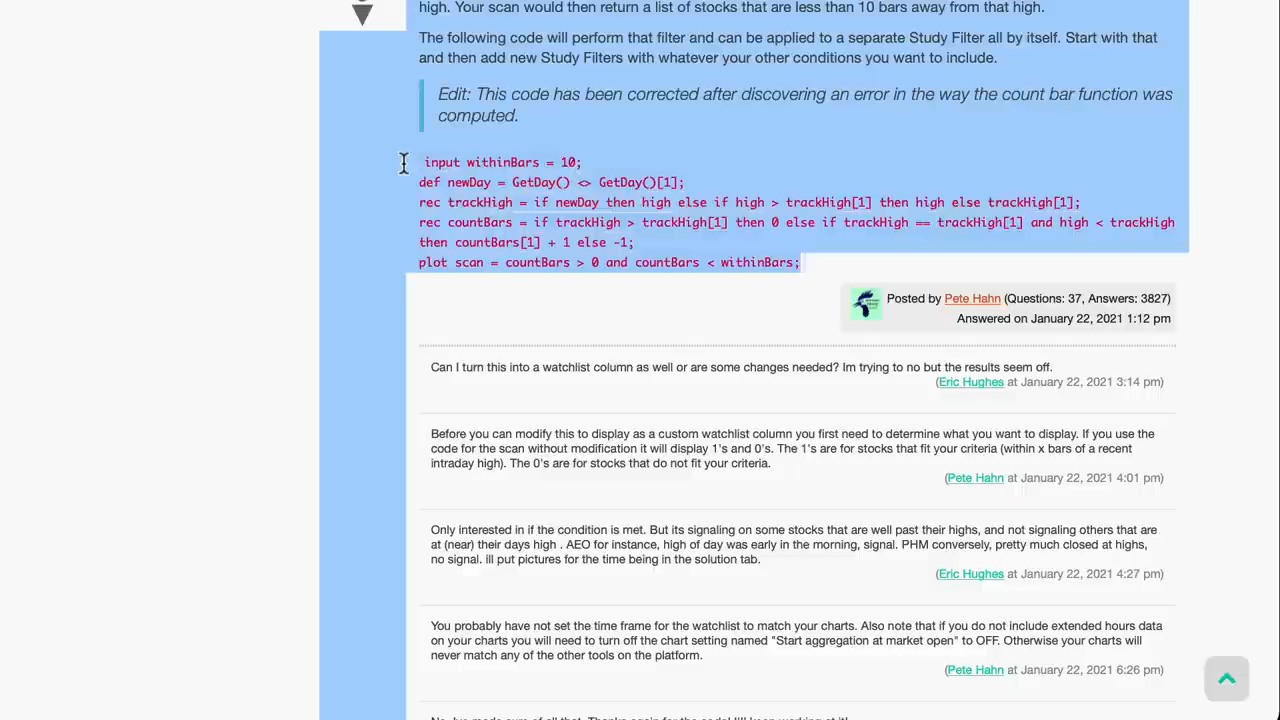 high. Your scan would then return a list of stocks that are less than 10 bars away from that high.
The following code will perform that filter and can be applied to a separate Study Filter all by itself. Start with that
and then add new Study Filters with whatever your other conditions you want to include.
Edit: This code has been corrected after discovering an error in the way the count bar function was
computed.
input withinBars = 10;
def newDay = GetDay() <> GetDay()[1];
rec trackHigh = if newDay then high else if high > trackHigh[1] then high else trackHigh[1];
rec countBars = if trackHigh > trackHigh[1] then 0 else if trackHigh == trackHigh[1] and high < trackHigh
then countBars[1] + 1 else -1;
plot scan = countBars > 0 and countBars < withinBars;
Posted by Pete Hahn (Questions: 37, Answers: 3827)
Answered on January 22, 2021 1:12 pm
Can I turn this into a watchlist column as well or are some changes needed? Im trying to no but the results seem off.
(Eric Hughes at January 22, 2021 3:14 pm)
Before you can modify this to display as a custom watchlist column you first need to determine what you want to display. If you use the
code for the scan without modification it will display 1's and 0's. The 1's are for stocks that fit your criteria (within x bars of a recent
intraday high). The 0's are for stocks that do not fit your criteria.
(Pete Hahn at January 22, 2021 4:01 pm)
Only interested in if the condition is met. But its signaling on some stocks that are well past their highs, and not signaling others that are
at (near) their days high . AEO for instance, high of day was early in the morning, signal. PHM conversely, pretty much closed at highs,
no signal. ill put pictures for the time being in the solution tab.
(Eric Hughes at January 22, 2021 4:27 pm)
You probably have not set the time frame for the watchlist to match your charts. Also note that if you do not include extended hours data
on your charts you will need to turn off the chart setting named "Start aggregation at market open" to OFF. Otherwise your charts will
never match any of the other tools on the platform.
(Pete Hahn at January 22, 2021 6:26 pm)